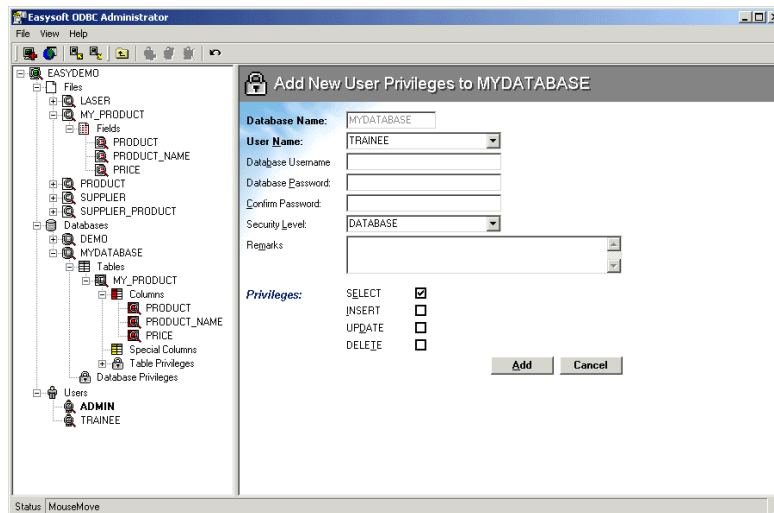 Easysoft ODBC Administrator
File View Help
EASYDEMO
Files
LASER
MY_PRODUCT
Fields
PRODUCT
PRODUCT_NAME
PRICE
PRODUCT
SUPPLIER
SUPPLIER_PRODUCT
Databases
DEMO
MYDATABASE
Tables
MY_PRODUCT
Columns
PRODUCT
PRODUCT_NAME
PRICE
Special Columns
Table Privileges
Database Privileges
Users
ADMIN
TRAINEE
Add New User Privileges to MYDATABASE
Database Name: MYDATABASE
User Name: TRAINEE
Database Username
Database Password:
Confirm Password:
Security Level: DATABASE
Remarks
Privileges: SELECT
INSERT
UPDATE
DELETE
Add Cancel
Status MouseMove